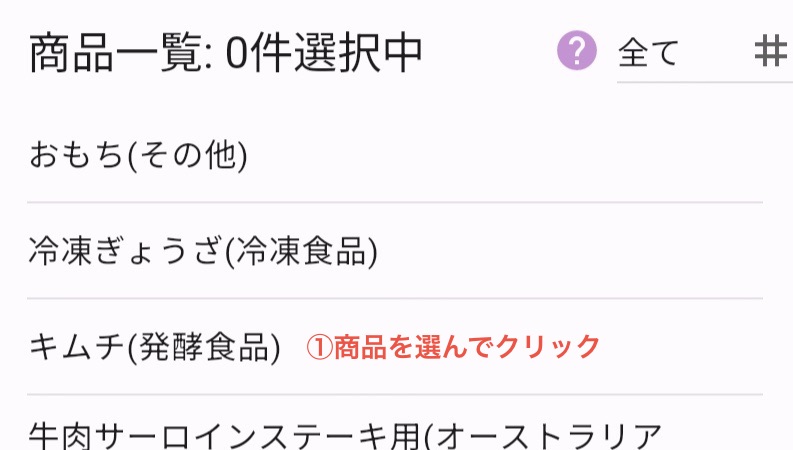 商品一覧: 0件選択中 ? 全て #
おもち(その他)
冷凍ぎょうざ(冷凍食品)
キムチ(発酵食品) ①商品を選んでクリック
牛肉サーロインステーキ用(オーストラリア